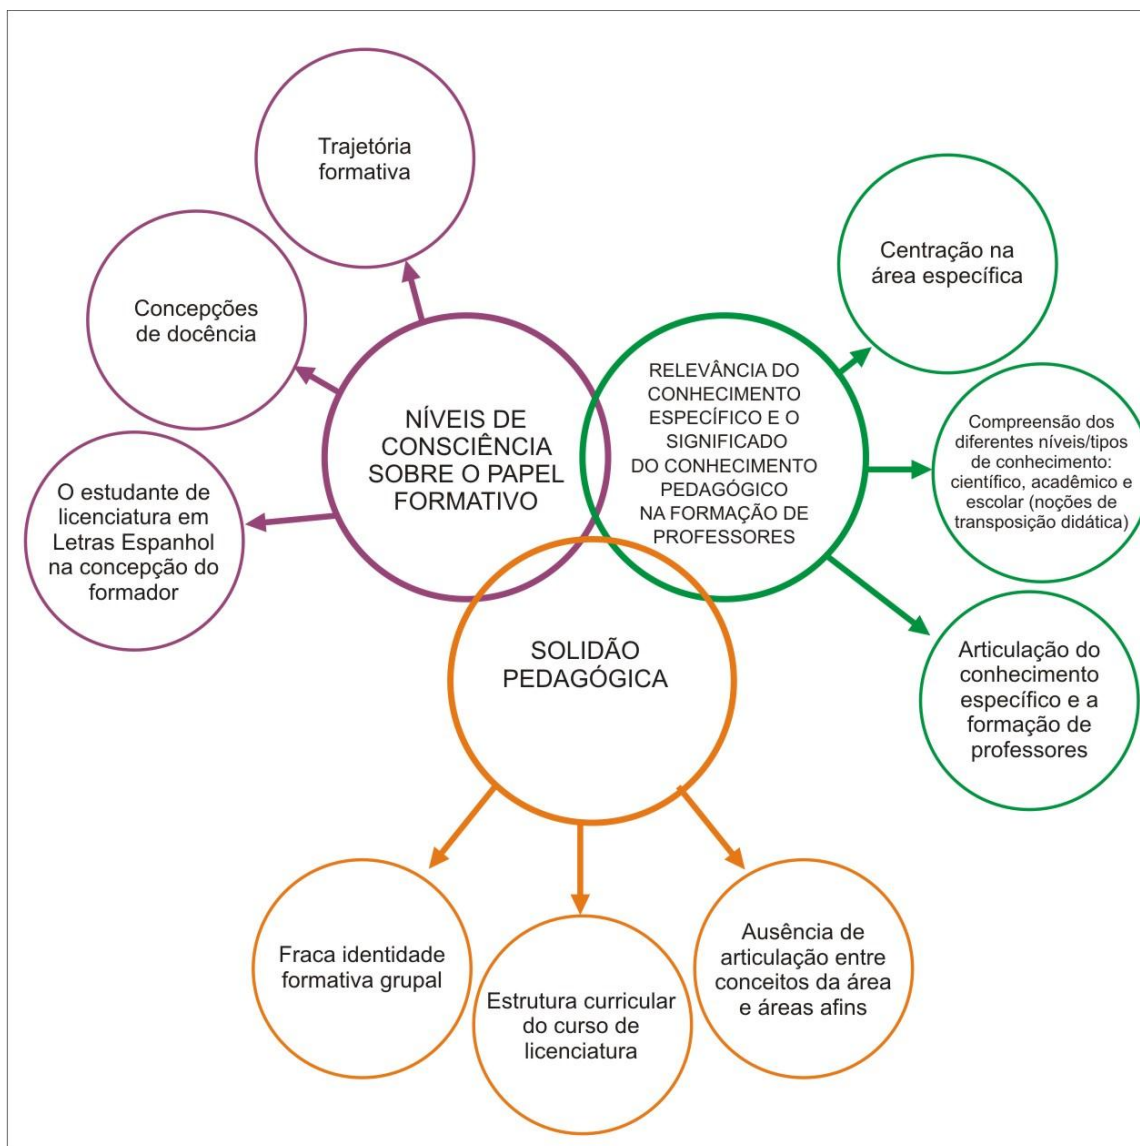 Trajetória
formativa
Concepções
de docência
O estudante de
licenciatura em
Letras Espanhol
na concepção do
formador
NÍVEIS DE
CONSCIÊNCIA
SOBRE O PAPEL
FORMATIVO
RELEVÂNCIA DO
CONHECIMENTO
ESPECÍFICO E O
SIGNIFICADO
DO CONHECIMENTO
PEDAGÓGICO
NA FORMAÇÃO DE
PROFESSORES
Centração na
área específica
Compreensão dos
diferentes níveis/tipos
de conhecimento:
científico, acadêmico e
escolar (noções de
transposição didática)
Articulação do
conhecimento
específico e a
formação de
professores
SOLIDÃO
PEDAGÓGICA
Fraca identidade
formativa grupal
Estrutura curricular
do curso de
licenciatura
Ausência de
articulação entre
conceitos da área
e áreas afins